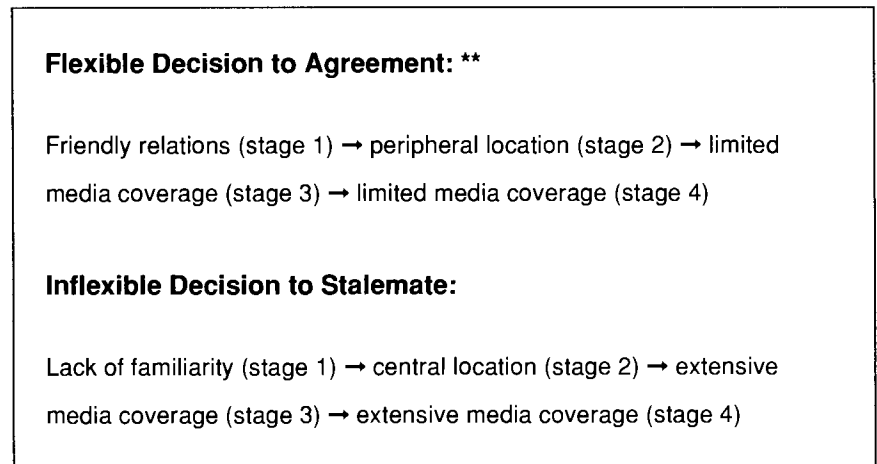 Flexible Decision to Agreement: **
Friendly relations (stage 1) → peripheral location (stage 2) → limited
media coverage (stage 3) → limited media coverage (stage 4)
Inflexible Decision to Stalemate:
Lack of familiarity (stage 1) → central location (stage 2) → extensive
media coverage (stage 3) → extensive media coverage (stage 4)